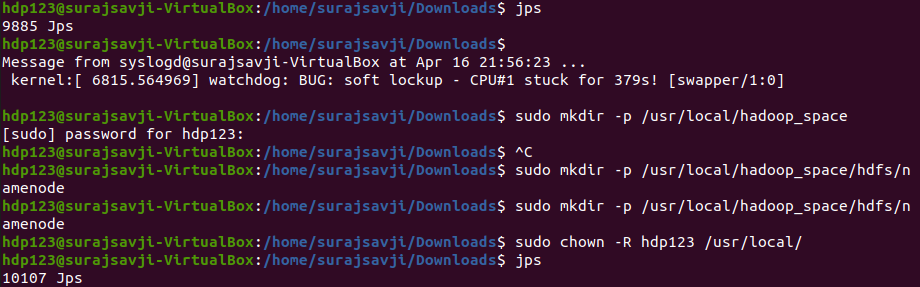 hdp123@surajsavji-VirtualBox:/home/surajsavji/Downloads$ jps
9885 Jps
hdp123@surajsavji-VirtualBox:/home/surajsavji/Downloads$
Message from syslogd@surajsavji-VirtualBox at Apr 16 21:56:23 ...
 kernel:[ 6815.564969] watchdog: BUG: soft lockup - CPU#1 stuck for 379s! [swapper/1:0]

hdp123@surajsavji-VirtualBox:/home/surajsavji/Downloads$ sudo mkdir -p /usr/local/hadoop_space
[sudo] password for hdp123:
hdp123@surajsavji-VirtualBox:/home/surajsavji/Downloads$ ^C
hdp123@surajsavji-VirtualBox:/home/surajsavji/Downloads$ sudo mkdir -p /usr/local/hadoop_space/hdfs/n
amenode
hdp123@surajsavji-VirtualBox:/home/surajsavji/Downloads$ sudo mkdir -p /usr/local/hadoop_space/hdfs/n
amenode
hdp123@surajsavji-VirtualBox:/home/surajsavji/Downloads$ sudo chown -R hdp123 /usr/local/
hdp123@surajsavji-VirtualBox:/home/surajsavji/Downloads$ jps
10107 Jps